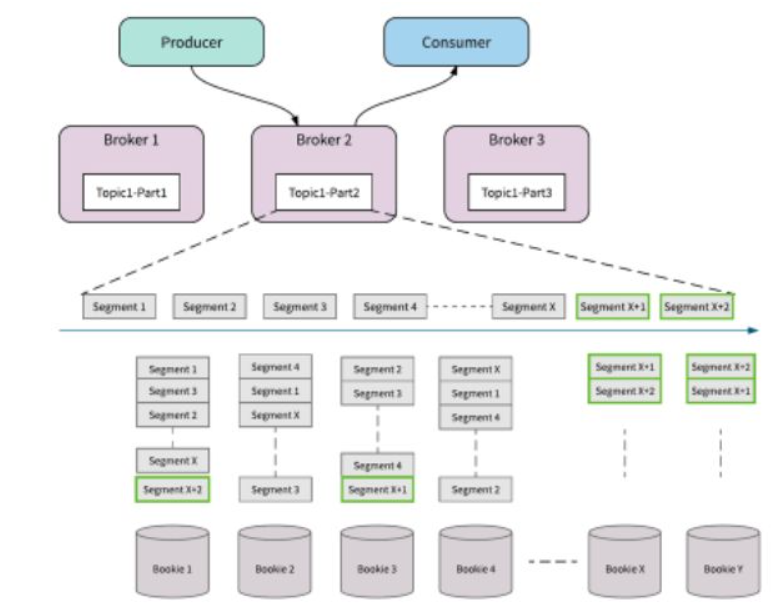 Producer
Consumer
Broker 1
Broker 2
Broker 3
Topic1-Part1
Topic1-Part2
Topic1-Part3
Segment 1
Segment 2
Segment 3
Segment 4
Segment X
Segment X+1
Segment X+2
Segment 1
Segment 3
Segment 2
Segment X
Segment X+2
Segment 4
Segment 1
Segment X
Segment 3
Segment 2
Segment 3
Segment 4
Segment X+1
Segment X
Segment 1
Segment 4
Segment 2
Segment X+1
Segment X+2
Segment X+2
Segment X+1
Bookie 1
Bookie 2
Bookie 3
Bookie 4
Bookie X
Bookie Y